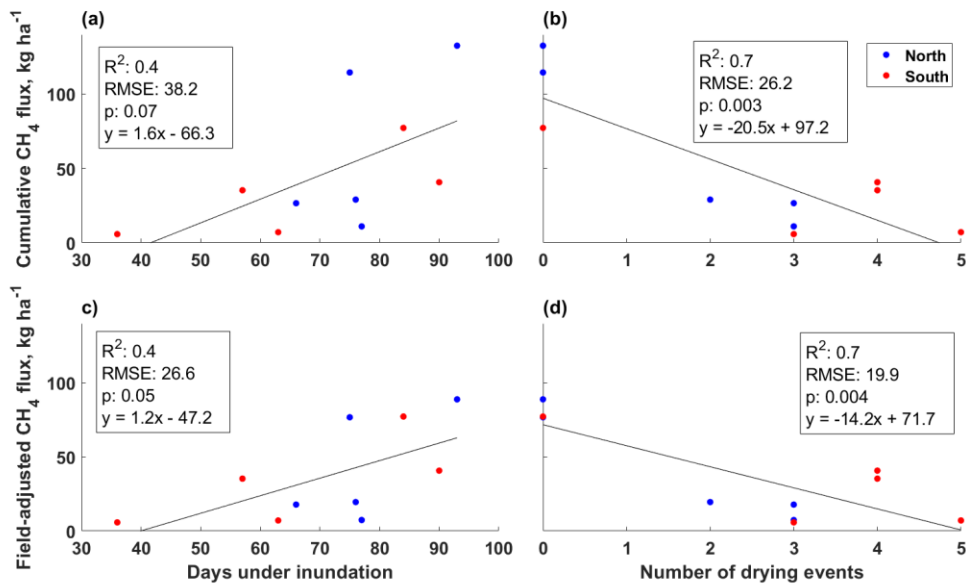 (a)
(b)
Cumulative CH4 flux, kg ha-1
R2: 0.4
RMSE: 38.2
p: 0.07
y = 1.6x - 66.3
R2: 0.7
RMSE: 26.2
p: 0.003
y = -20.5x + 97.2
North
South
100
50
0
30 40 50 60 70 80 90 100
0 1 2 3 4 5
c)
(d)
Field-adjusted CH4 flux, kg ha-1
R2: 0.4
RMSE: 26.6
p: 0.05
y = 1.2x - 47.2
R2: 0.7
RMSE: 19.9
p: 0.004
y = -14.2x + 71.7
100
50
0
30 40 50 60 70 80 90 100
0 1 2 3 4 5
Days under inundation
Number of drying events